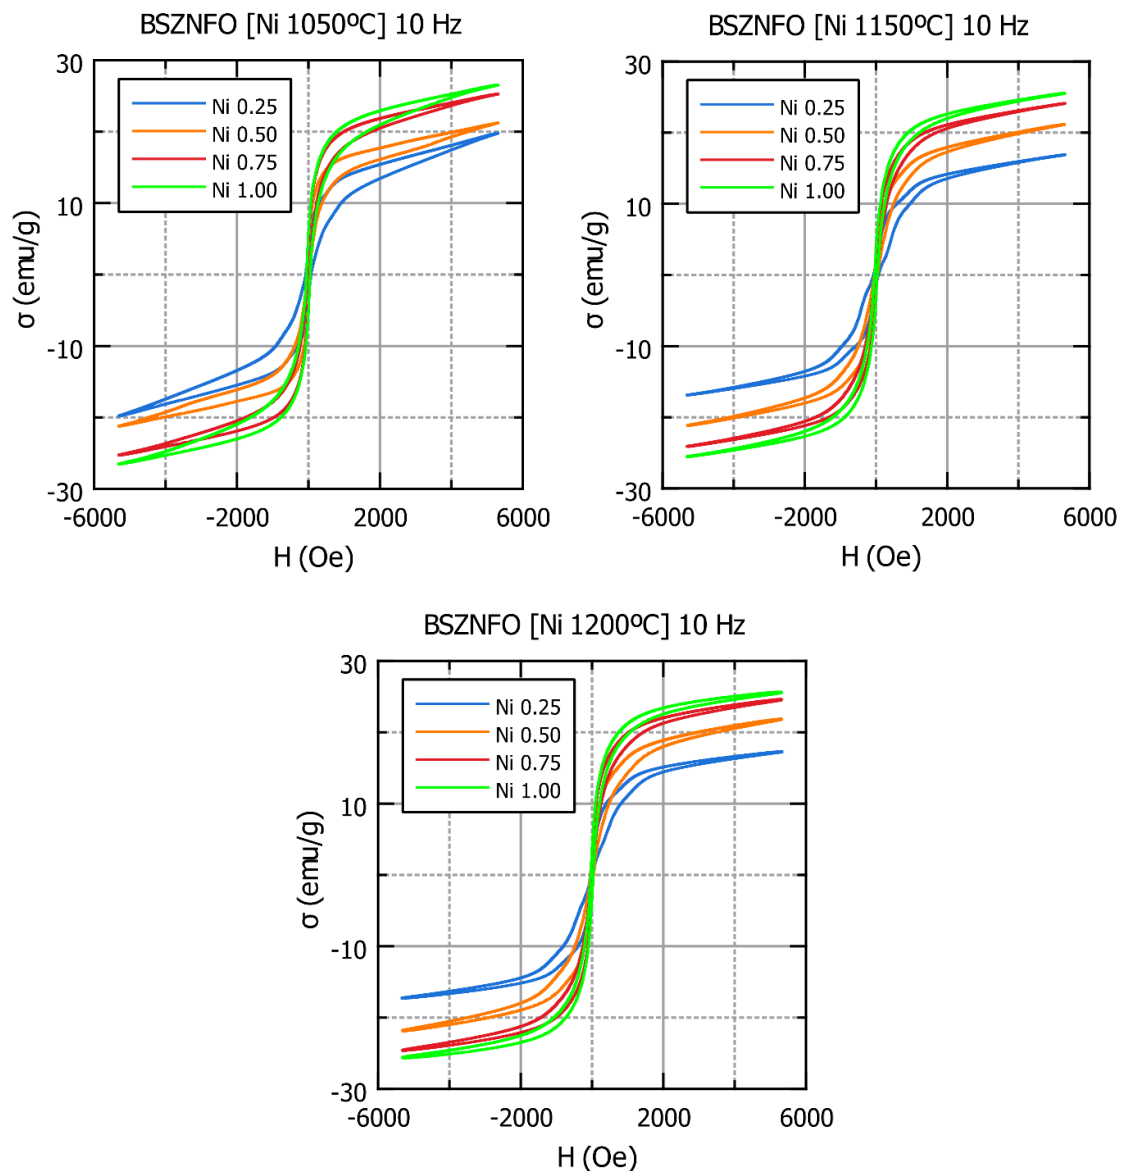 BSZNFO [Ni 1050ºC] 10 Hz
30
10
-10
-30
σ (emu/g)
Ni 0.25
Ni 0.50
Ni 0.75
Ni 1.00
-6000 -2000 2000 6000
H (Oe)
BSZNFO [Ni 1150ºC] 10 Hz
30
10
-10
-30
σ (emu/g)
Ni 0.25
Ni 0.50
Ni 0.75
Ni 1.00
-6000 -2000 2000 6000
H (Oe)
BSZNFO [Ni 1200ºC] 10 Hz
30
10
-10
-30
σ (emu/g)
Ni 0.25
Ni 0.50
Ni 0.75
Ni 1.00
-6000 -2000 2000 6000
H (Oe)